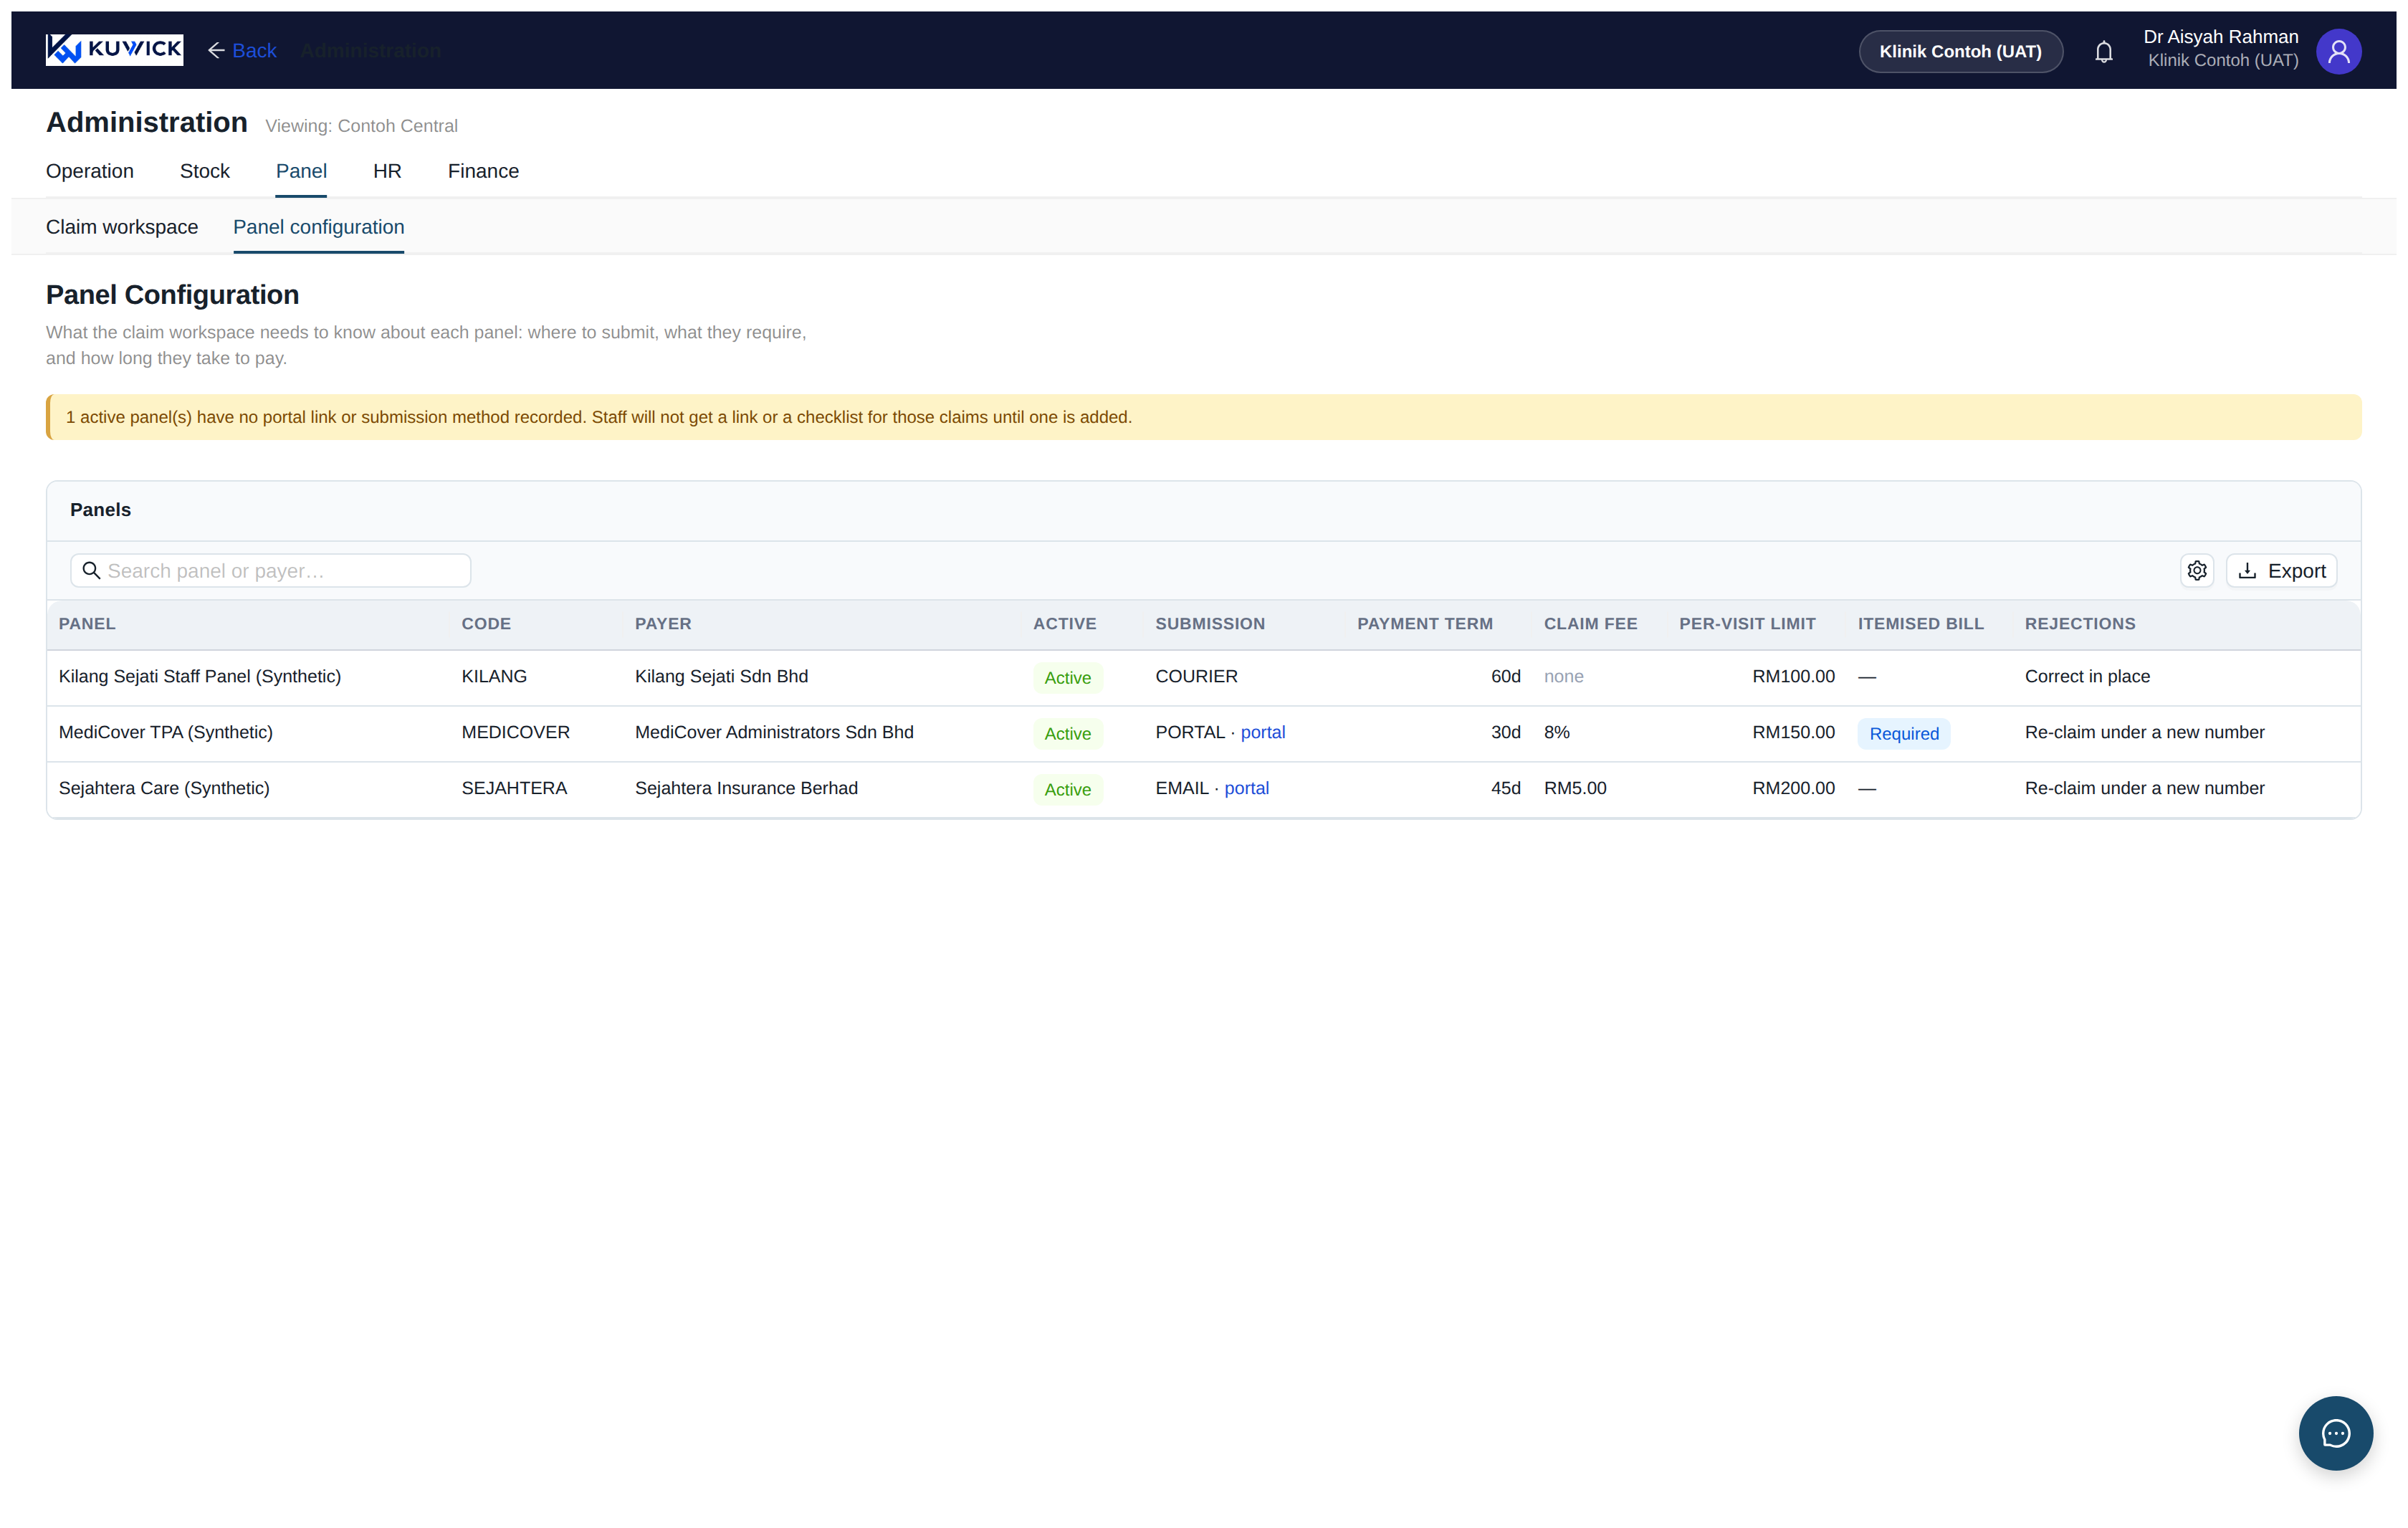 KUWICK
Back
Administration
Klinik Contoh (UAT)
Dr Aisyah Rahman
Klinik Contoh (UAT)
Administration Viewing: Contoh Central
Operation Stock Panel HR Finance
Claim workspace Panel configuration
Panel Configuration
What the claim workspace needs to know about each panel: where to submit, what they require,
and how long they take to pay.
1 active panel(s) have no portal link or submission method recorded. Staff will not get a link or a checklist for those claims until one is added.
Panels
Search panel or payer…
Export
PANEL CODE PAYER ACTIVE SUBMISSION PAYMENT TERM CLAIM FEE PER-VISIT LIMIT ITEMISED BILL REJECTIONS
Kilang Sejati Staff Panel (Synthetic) KILANG Kilang Sejati Sdn Bhd Active COURIER 60d none RM100.00 — Correct in place
MediCover TPA (Synthetic) MEDICOVER MediCover Administrators Sdn Bhd Active PORTAL · portal 30d 8% RM150.00 Required Re-claim under a new number
Sejahtera Care (Synthetic) SEJAHTERA Sejahtera Insurance Berhad Active EMAIL · portal 45d RM5.00 RM200.00 — Re-claim under a new number